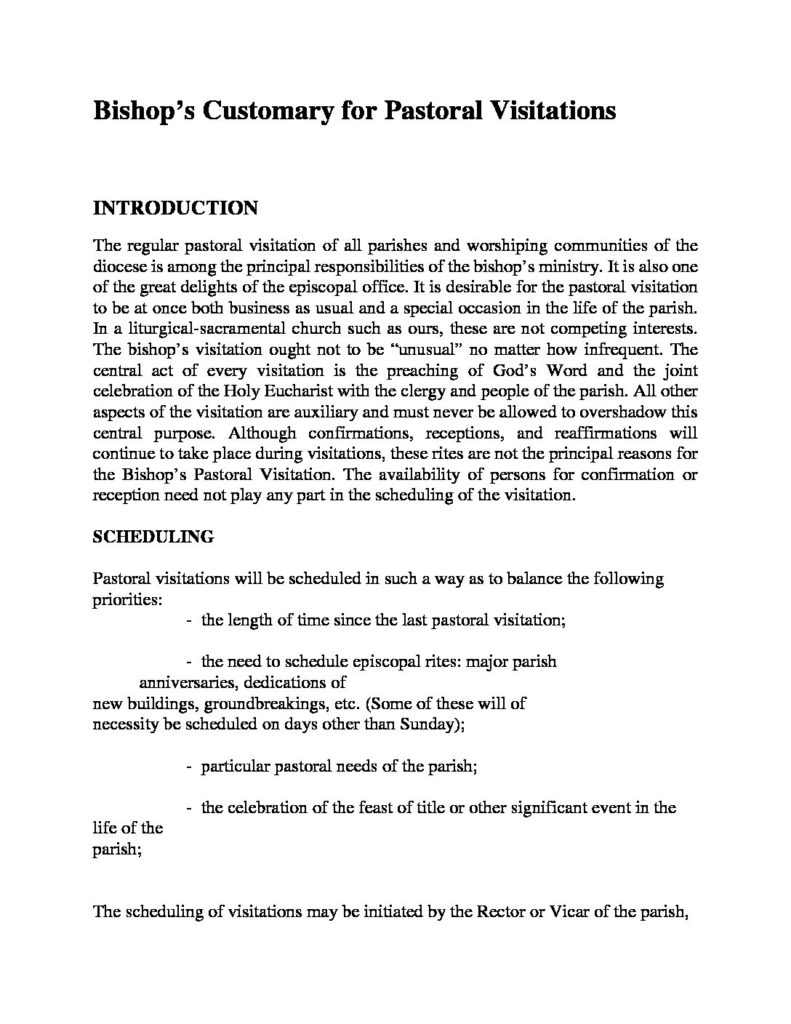 Bishop’s Customary for Pastoral Visitations
INTRODUCTION
The regular pastoral visitation of all parishes and worshiping communities of the
diocese is among the principal responsibilities of the bishop’s ministry. It is also one
of the great delights of the episcopal office. It is desirable for the pastoral visitation
to be at once both business as usual and a special occasion in the life of the parish.
In a liturgical-sacramental church such as ours, these are not competing interests.
The bishop’s visitation ought not to be “unusual” no matter how infrequent. The
central act of every visitation is the preaching of God’s Word and the joint
celebration of the Holy Eucharist with the clergy and people of the parish. All other
aspects of the visitation are auxiliary and must never be allowed to overshadow this
central purpose. Although confirmations, receptions, and reaffirmations will
continue to take place during visitations, these rites are not the principal reasons for
the Bishop’s Pastoral Visitation. The availability of persons for confirmation or
reception need not play any part in the scheduling of the visitation.
SCHEDULING
Pastoral visitations will be scheduled in such a way as to balance the following
priorities:
- the length of time since the last pastoral visitation;
- the need to schedule episcopal rites: major parish
anniversaries, dedications of
new buildings, groundbreakings, etc. (Some of these will of
necessity be scheduled on days other than Sunday);
- particular pastoral needs of the parish;
- the celebration of the feast of title or other significant event in the
life of the
parish;
The scheduling of visitations may be initiated by the Rector or Vicar of the parish,